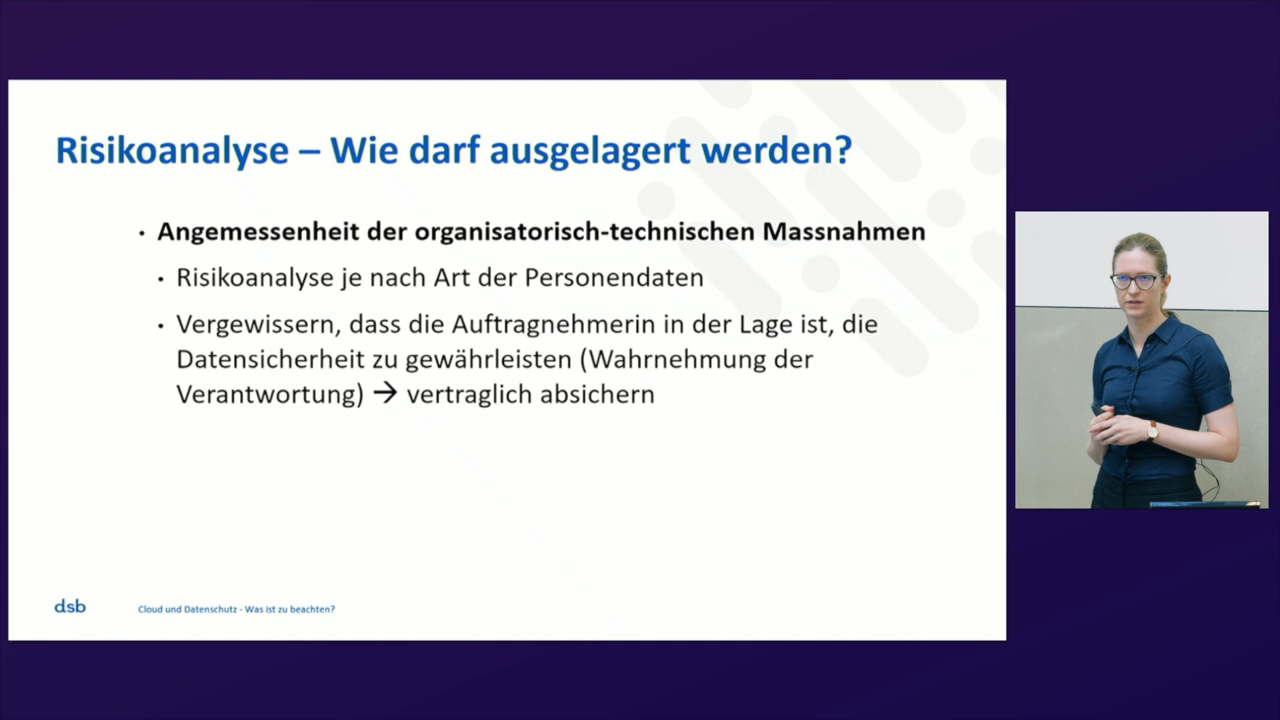 Risikoanalyse – Wie darf ausgelagert werden?
• Angemessenheit der organisatorisch-technischen Massnahmen
• Risikoanalyse je nach Art der Personendaten
• Vergewissern, dass die Auftragnehmerin in der Lage ist, die
Datensicherheit zu gewährleisten (Wahrnehmung der
Verantwortung) → vertraglich absichern
dsb
Cloud und Datenschutz - Was ist zu beachten?